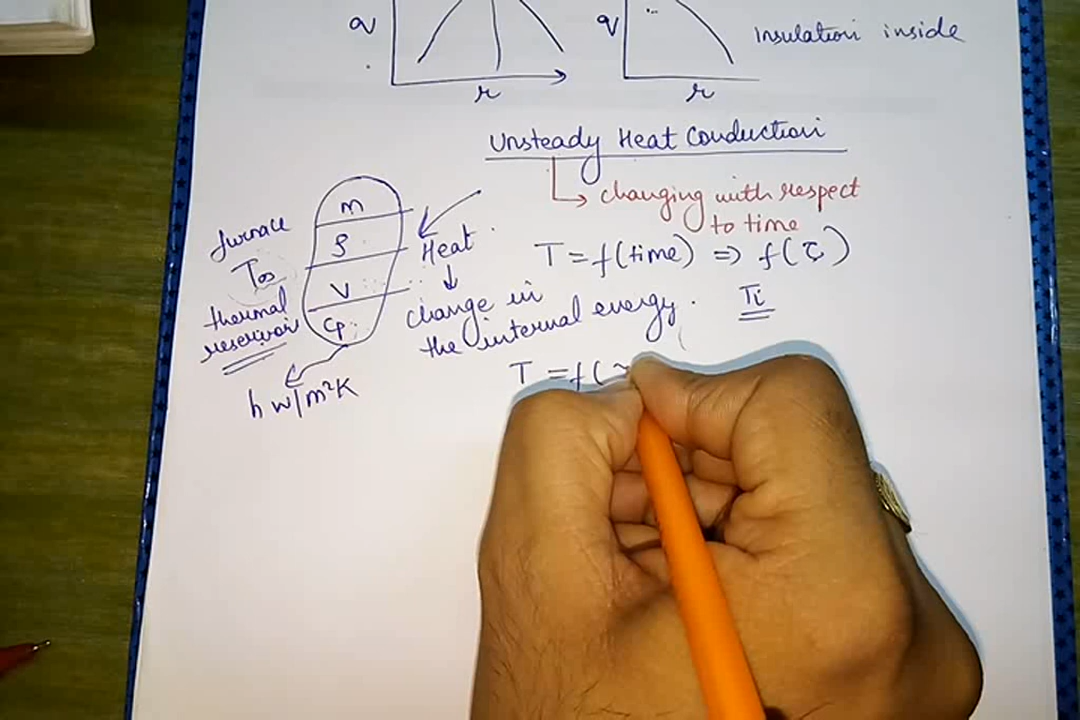 q r
q r Insulation inside
Unsteady Heat Conduction
changing with respect
to time
T = f(time) => f(τ)
furnace
T∞
thermal
reservoir
m
ρ
V
Cp
h W/m²K
Heat
change in
the internal energy.
Ti
T = f(